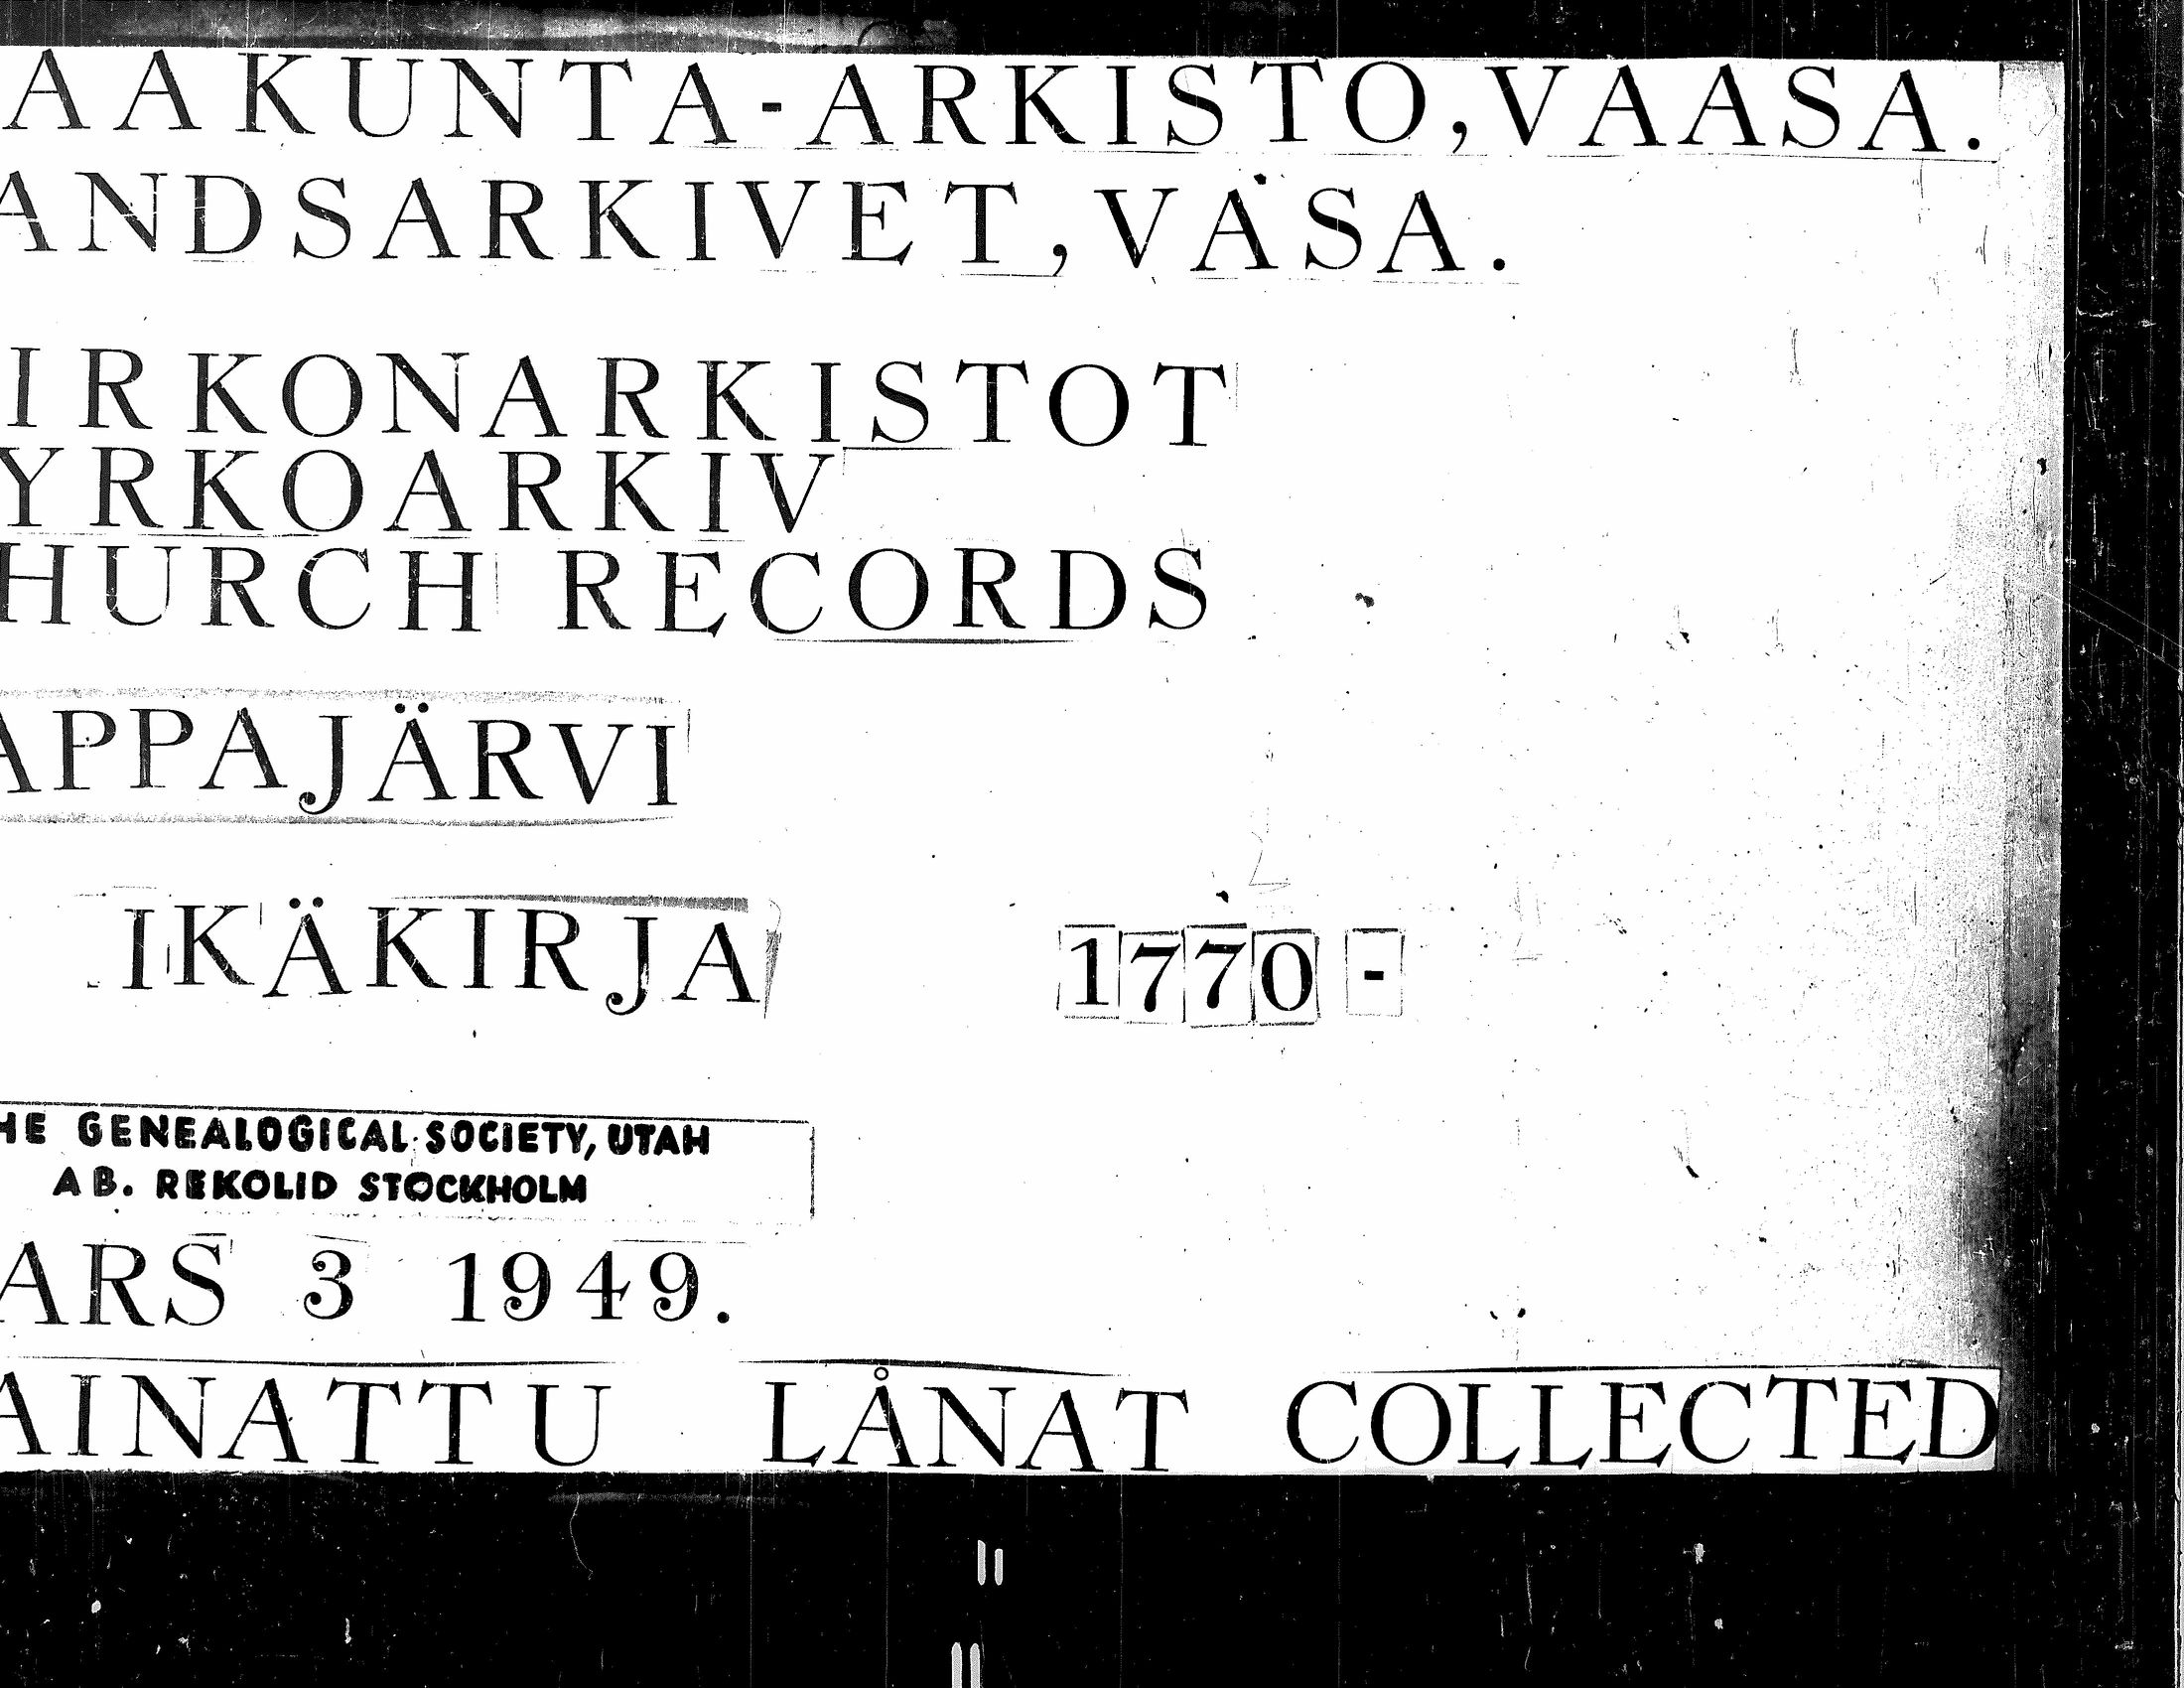 AAKUNTA-ARKISTO, VAASA.
ANDSARKIVET, VASA.
IRKONARKISTOT
YRKOARKIV
HURCH RECORDS
APPAJÄRVI
IKÄKIRJA 1770 -
HE GENEALOGICAL SOCIETY, UTAH
AB. REKOLID STOCKHOLM
ARS 3 1949.
AINATTU LÅNAT COLLECTED